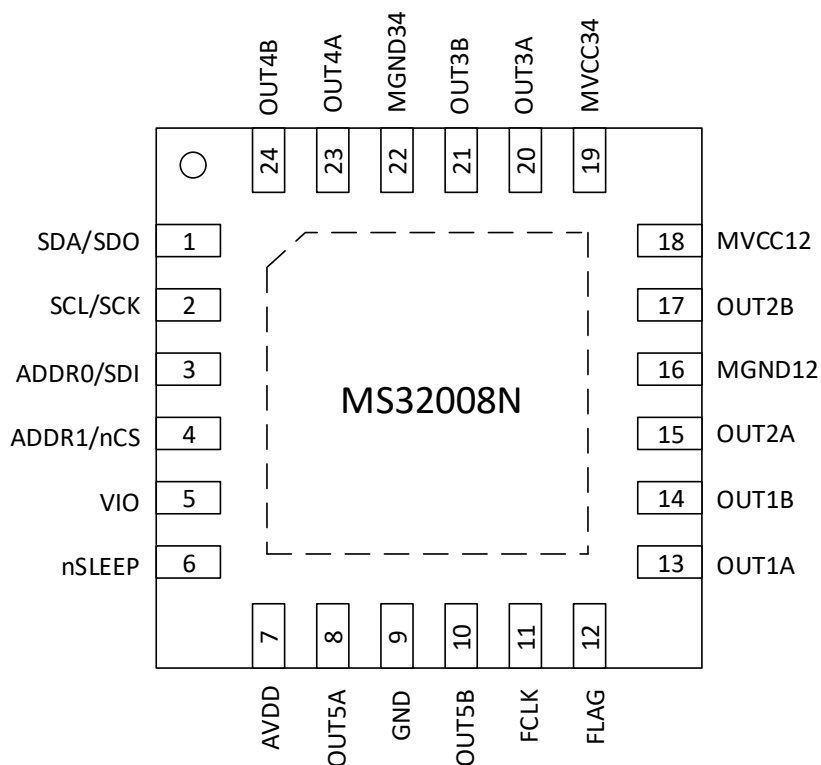 OUT4B
OUT4A
MGND34
OUT3B
OUT3A
MVCC34
24
23
22
21
20
19
SDA/SDO 1
18 MVCC12
SCL/SCK 2
17 OUT2B
ADDR0/SDI 3
16 MGND12
MS32008N
ADDR1/nCS 4
15 OUT2A
VIO 5
14 OUT1B
nSLEEP 6
13 OUT1A
7
8
9
10
11
12
AVDD
OUT5A
GND
OUT5B
FCLK
FLAG